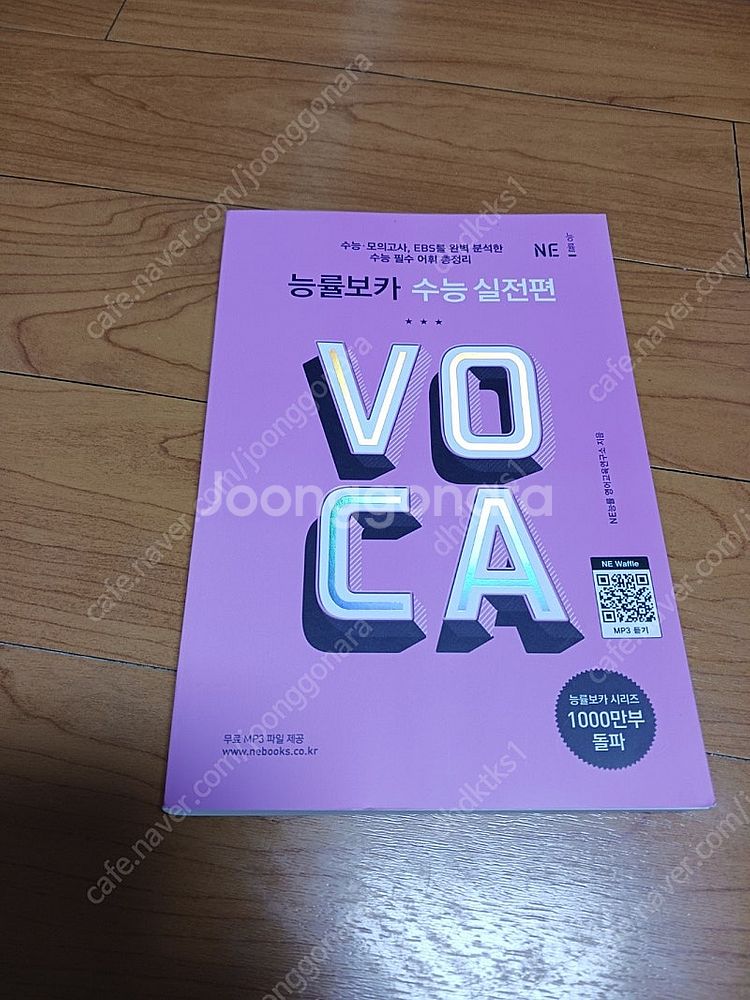 수능·모의고사, EBS를 완벽 분석한
수능 필수 어휘 총정리
NE 능률
능률보카 수능 실전편
VO
CA
NE능률 영어교육연구소 지음
NE Waffle
MP3 듣기
능률보카 시리즈
1000만부
돌파
무료 MP3 파일 제공
www.nebooks.co.kr
Joonggonara
cafe.naver.com/joonggonara
dhdktks1